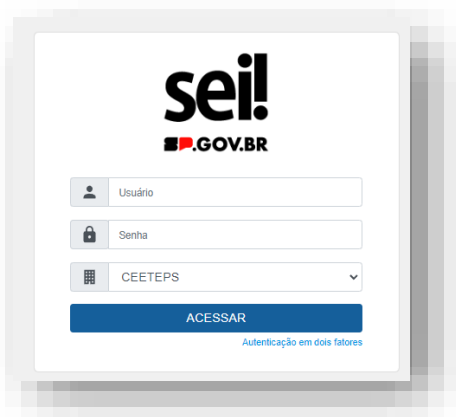 sei!
SP.GOV.BR
Usuário
Senha
CEETEPS
ACESSAR
Autenticação em dois fatores